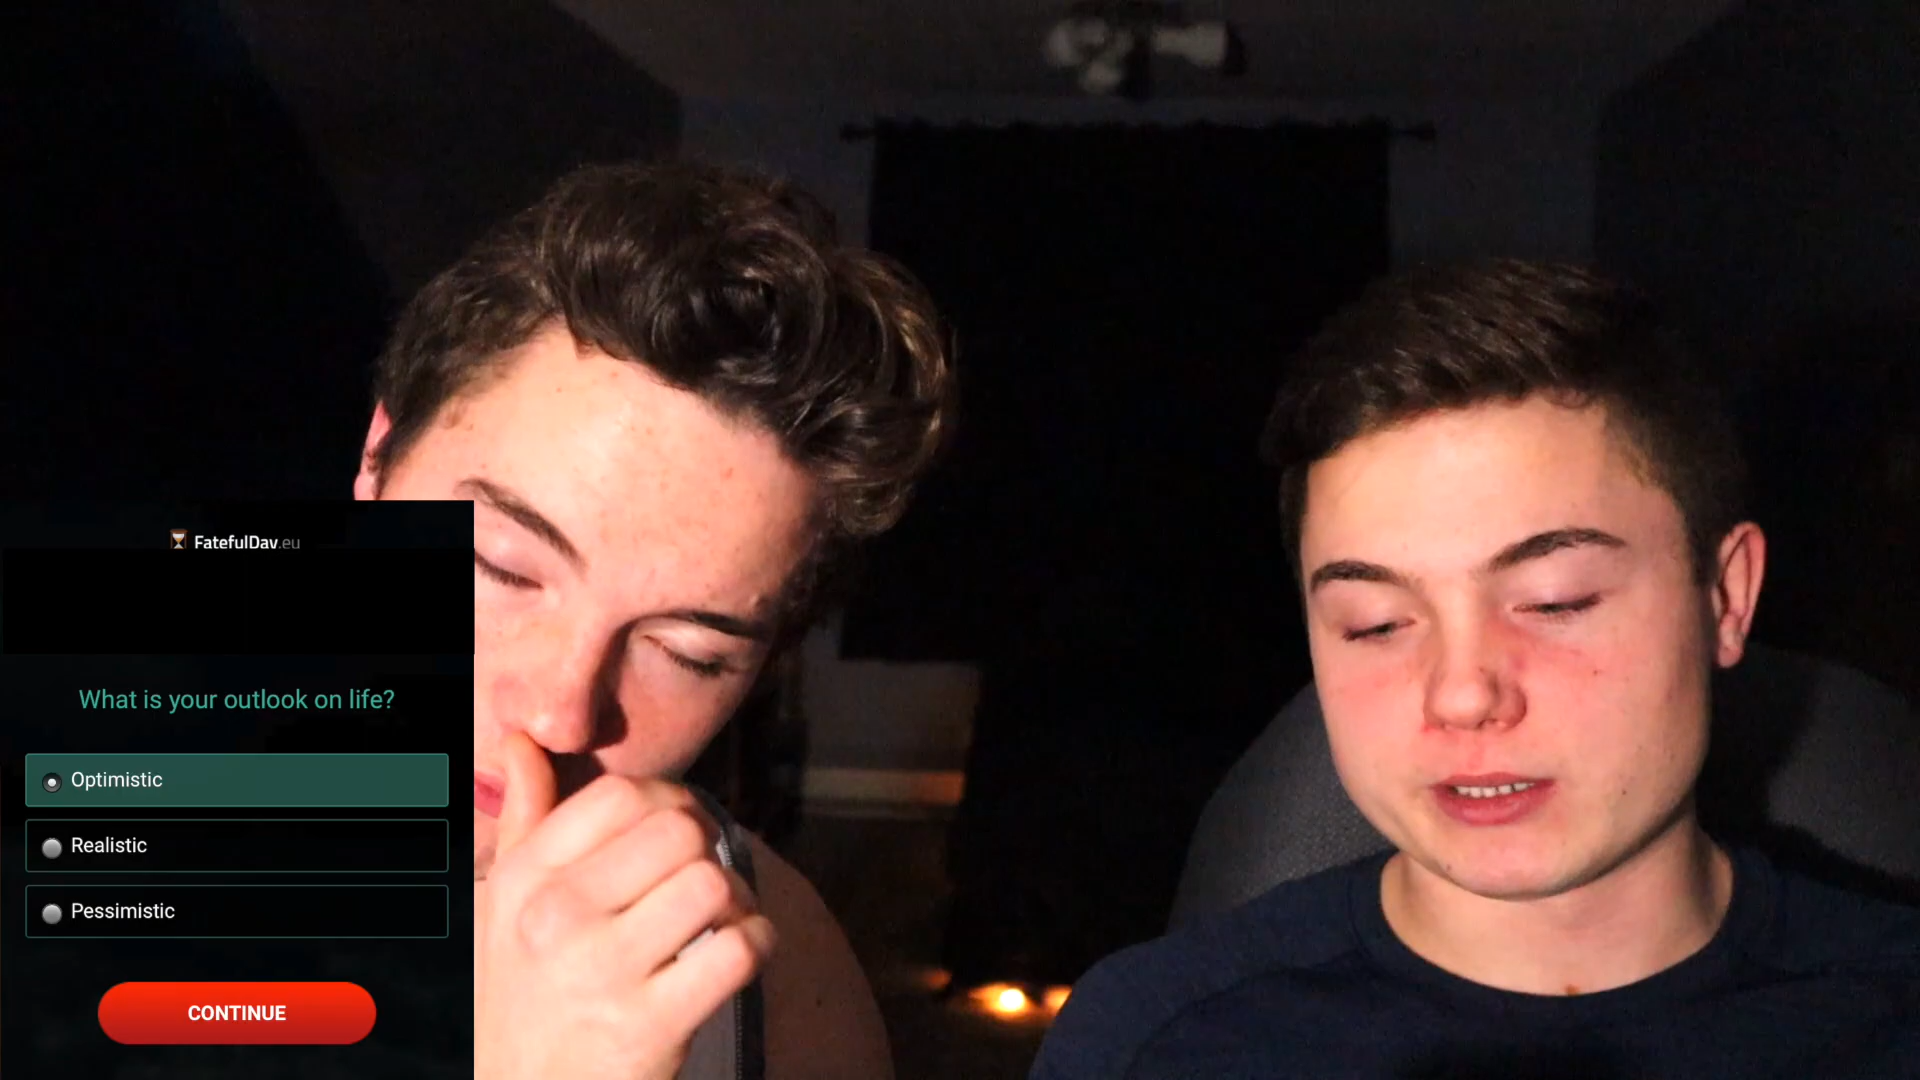 FatefulDay.eu
What is your outlook on life?
Optimistic
Realistic
Pessimistic
CONTINUE